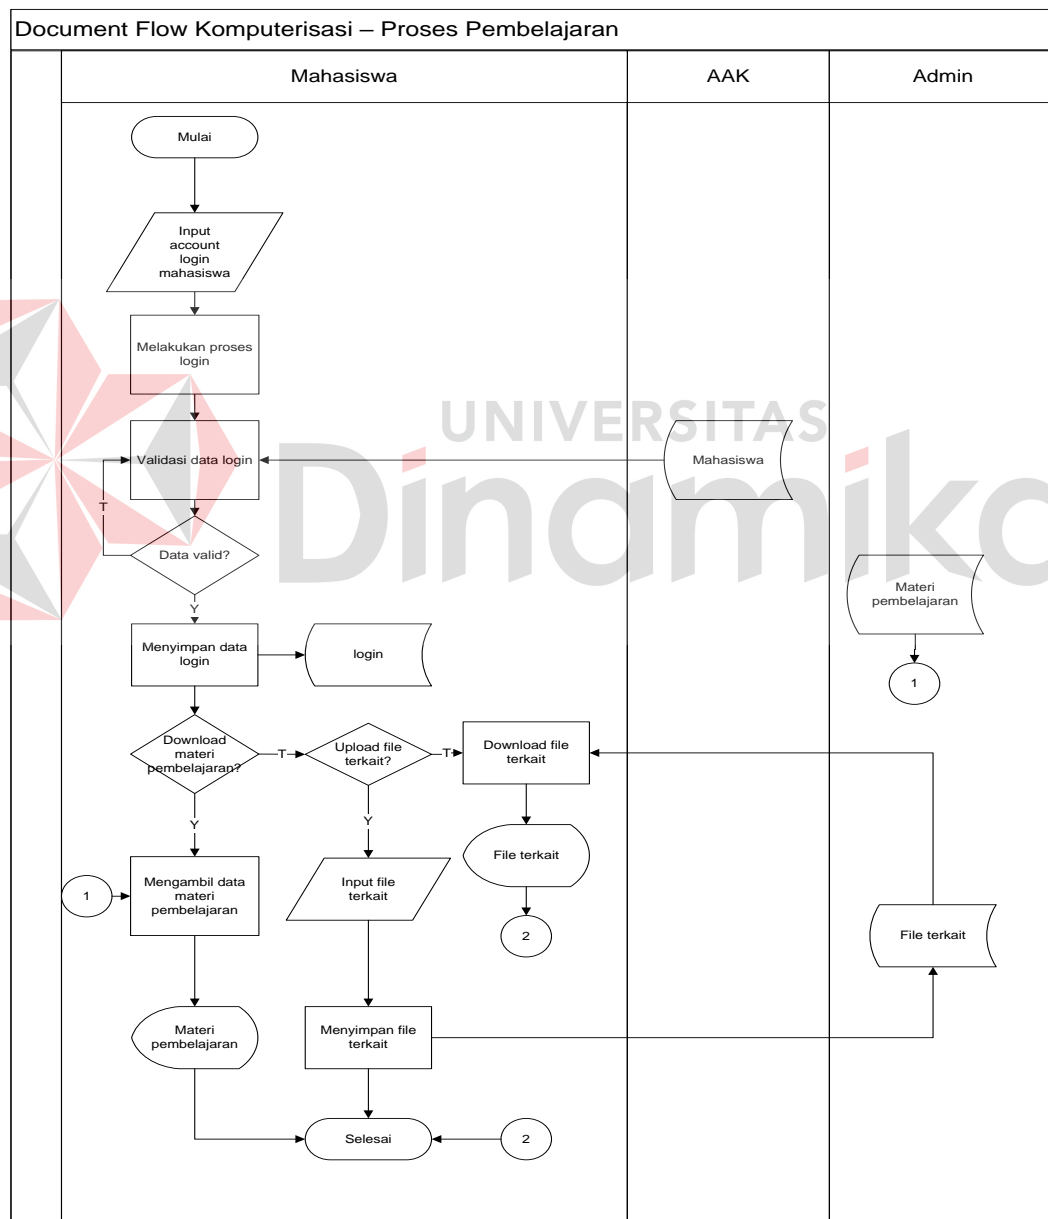 Document Flow Komputerisasi – Proses Pembelajaran
Mahasiswa
AAK
Admin
Mulai
Input
account
login
mahasiswa
Melakukan proses
login
UNIVERSITAS
Dinamika
Validasi data login
Mahasiswa
T
Data valid?
Y
Materi
pembelajaran
1
Menyimpan data
login
login
Download
materi
pembelajaran?
T
Upload file
terkait?
T
Download file
terkait
Y
Y
File terkait
1
Mengambil data
materi
pembelajaran
Input file
terkait
2
File terkait
Materi
pembelajaran
Menyimpan file
terkait
Selesai
2